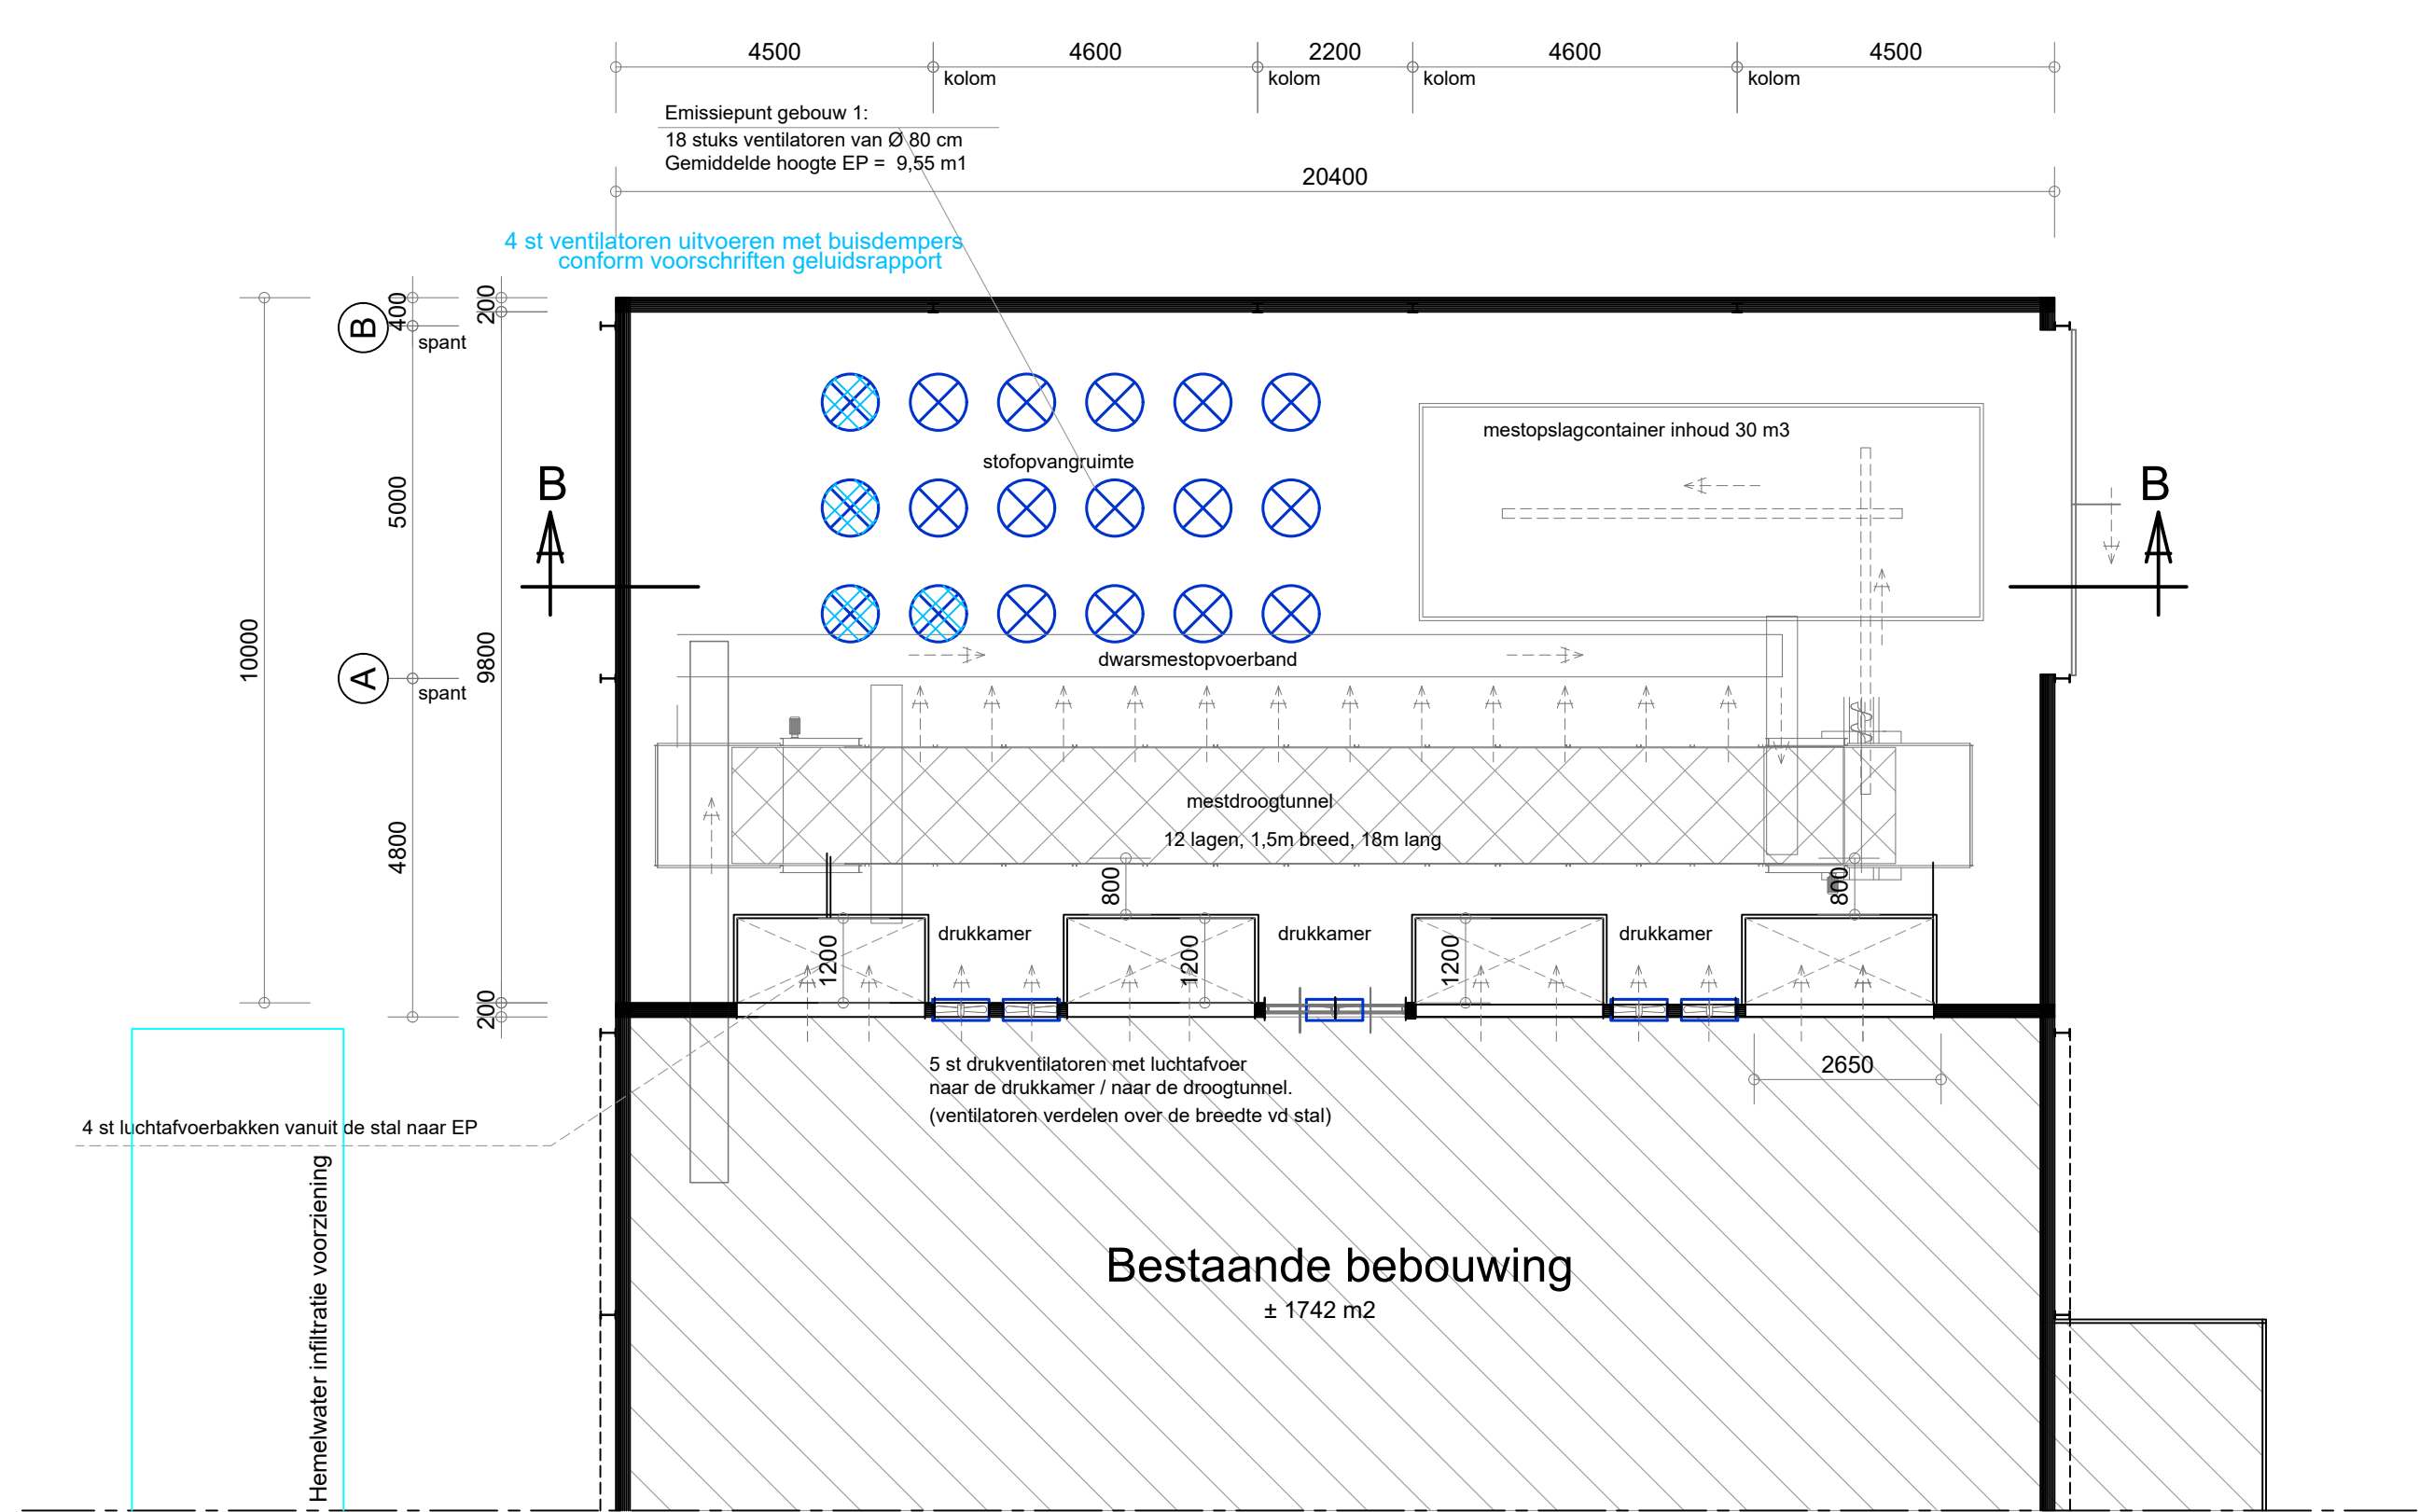 4500
4600
2200
4600
4500
kolom
kolom
kolom
kolom
Emissiepunt gebouw 1:
18 stuks ventilatoren van Ø 80 cm
Gemiddelde hoogte EP = 9,55 m1
20400
4 st ventilatoren uitvoeren met buisdempers
conform voorschriften geluidsrapport
B
400
200
spant
stofopvangruimte
mestopslagcontainer inhoud 30 m3
B
B
5000
10000
9800
A
spant
dwarsmestopvoerband
mestdroogtunnel
12 lagen, 1,5m breed, 18m lang
4800
800
800
drukkamer
drukkamer
drukkamer
1200
1200
1200
200
5 st drukventilatoren met luchtafvoer
naar de drukkamer / naar de droogtunnel.
(ventilatoren verdelen over de breedte vd stal)
2650
4 st luchtafvoerbakken vanuit de stal naar EP
Hemelwater infiltratie voorziening
Bestaande bebouwing
± 1742 m2